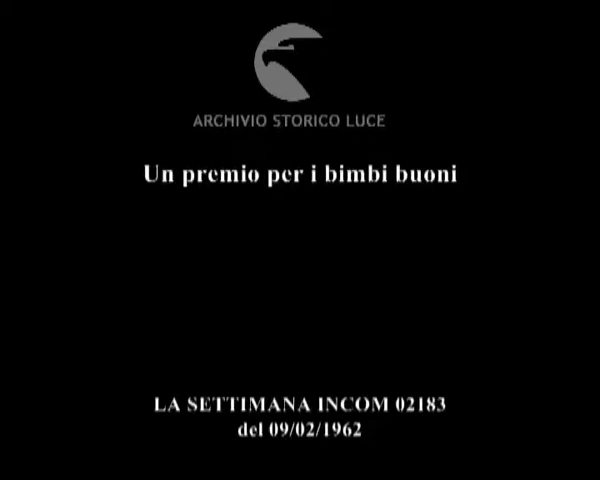 ARCHIVIO STORICO LUCE
Un premio per i bimbi buoni
LA SETTIMANA INCOM 02183
del 09/02/1962